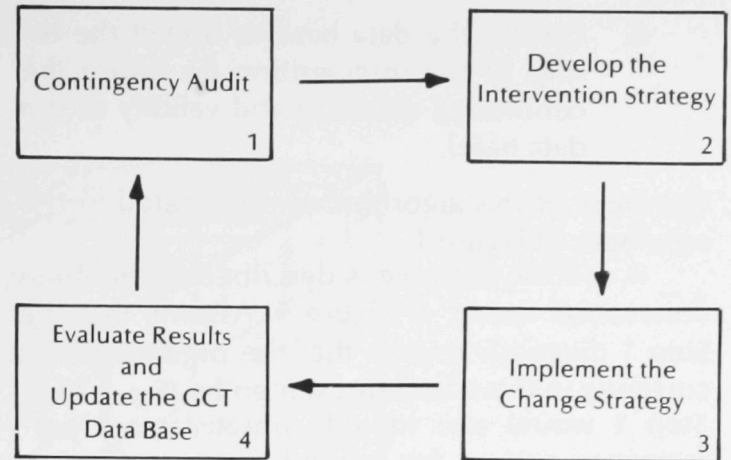 Contingency Audit
1
Develop the
Intervention Strategy
2
Implement the
Change Strategy
3
Evaluate Results
and
Update the GCT
Data Base
4